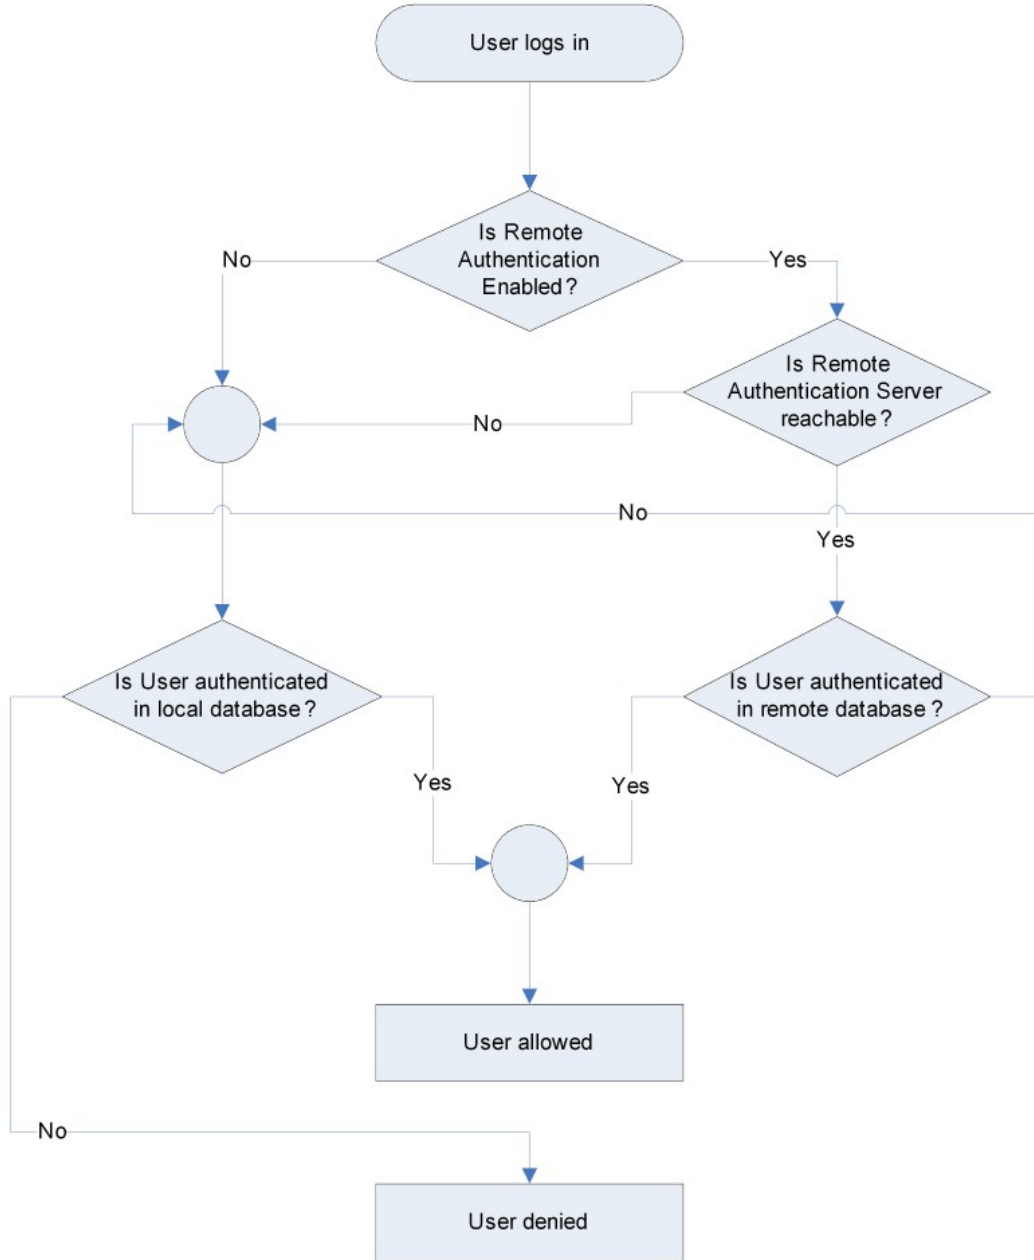 User logs in
Is Remote
Authentication
Enabled?
No
Yes
Is Remote
Authentication Server
reachable?
No
No
Yes
Is User authenticated
in local database?
Is User authenticated
in remote database?
Yes
Yes
User allowed
No
User denied